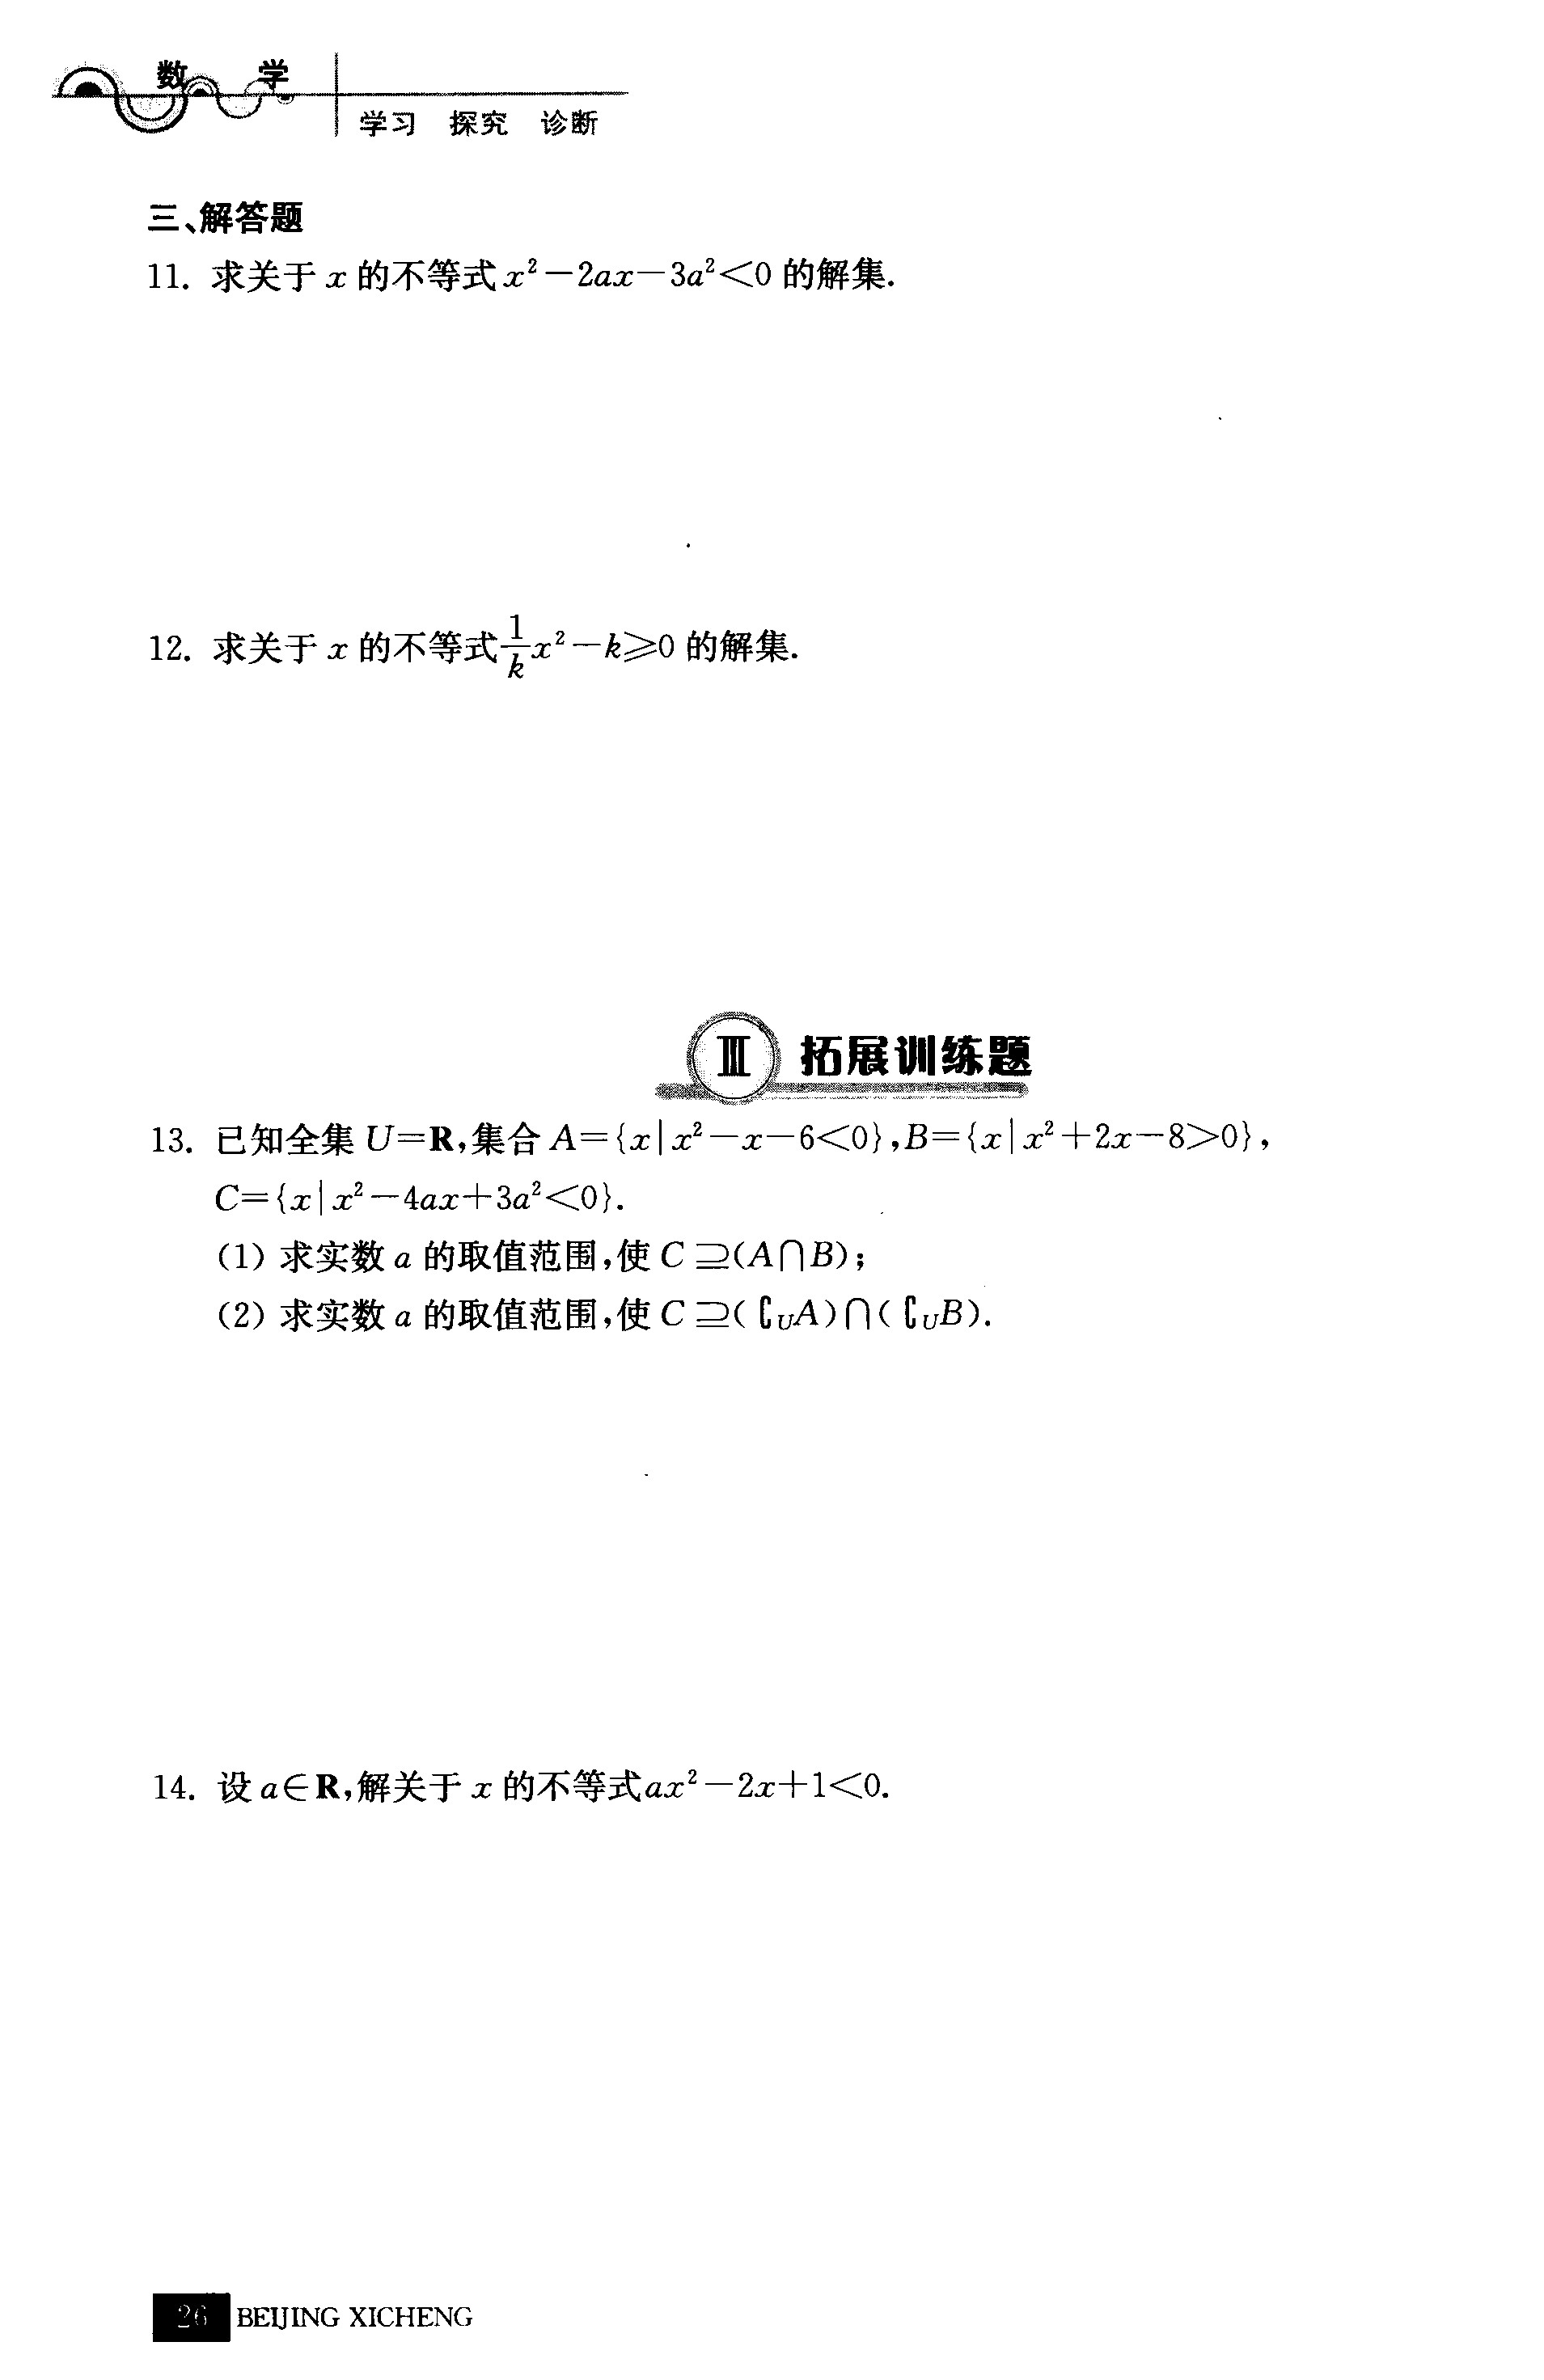 数 学
学习 探究 诊断
三、解答题
11. 求关于 x 的不等式 x²-2ax-3a²<0 的解集.
12. 求关于 x 的不等式 1/k x²-k≥0 的解集.
Ⅲ 拓展训练题
13. 已知全集 U=R,集合 A={x|x²-x-6<0},B={x|x²+2x-8>0},
C={x|x²-4ax+3a²<0}.
(1) 求实数 a 的取值范围,使 C⊇(A∩B);
(2) 求实数 a 的取值范围,使 C⊇(∁UA)∩(∁UB).
14. 设 a∈R,解关于 x 的不等式 ax²-2x+1<0.
26 BEIJING XICHENG